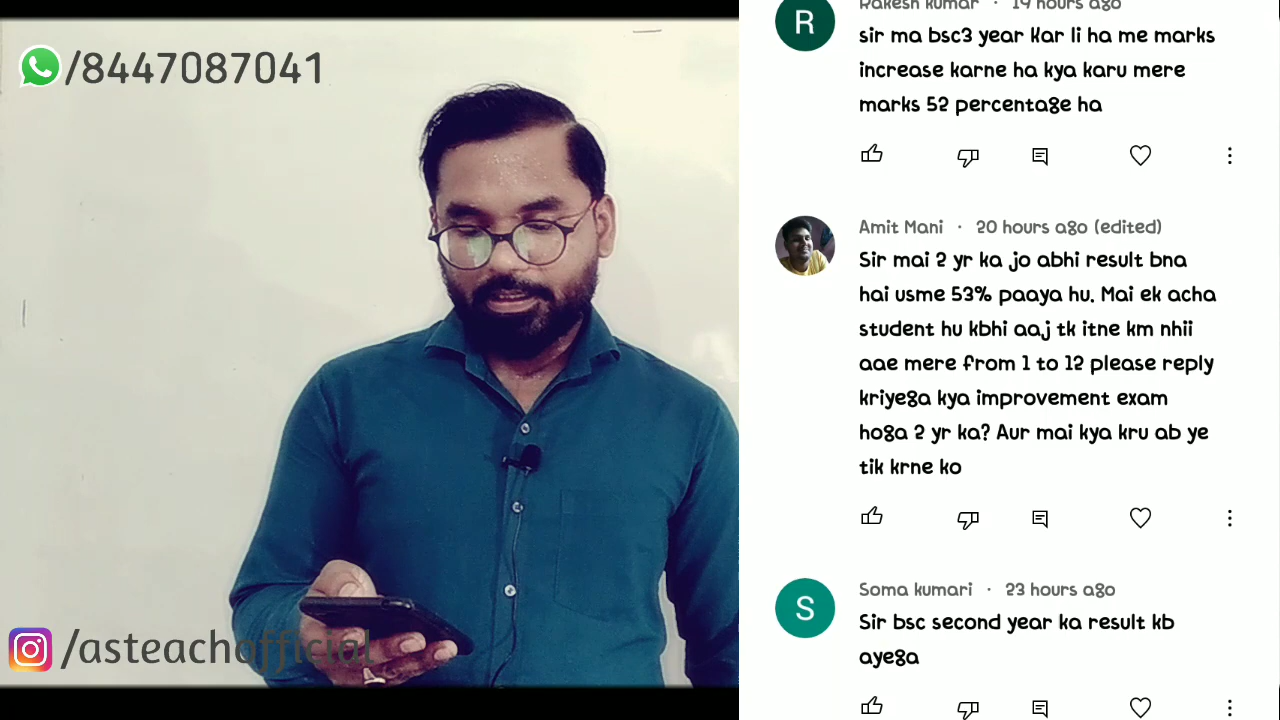 /8447087041
/asteachofficial
Rakesh kumar · 19 hours ago
sir ma bsc3 year Kar li ha me marks
increase karne ha kya karu mere
marks 52 percentage ha
Amit Mani · 20 hours ago (edited)
Sir mai 2 yr ka jo abhi result bna
hai usme 53% paaya hu. Mai ek acha
student hu kbhi aaj tk itne km nhii
aae mere from 1 to 12 please reply
kriyega kya improvement exam
hoga 2 yr ka? Aur mai kya kru ab ye
tik krne ko
Soma kumari · 23 hours ago
Sir bsc second year ka result kb
ayega
R
S